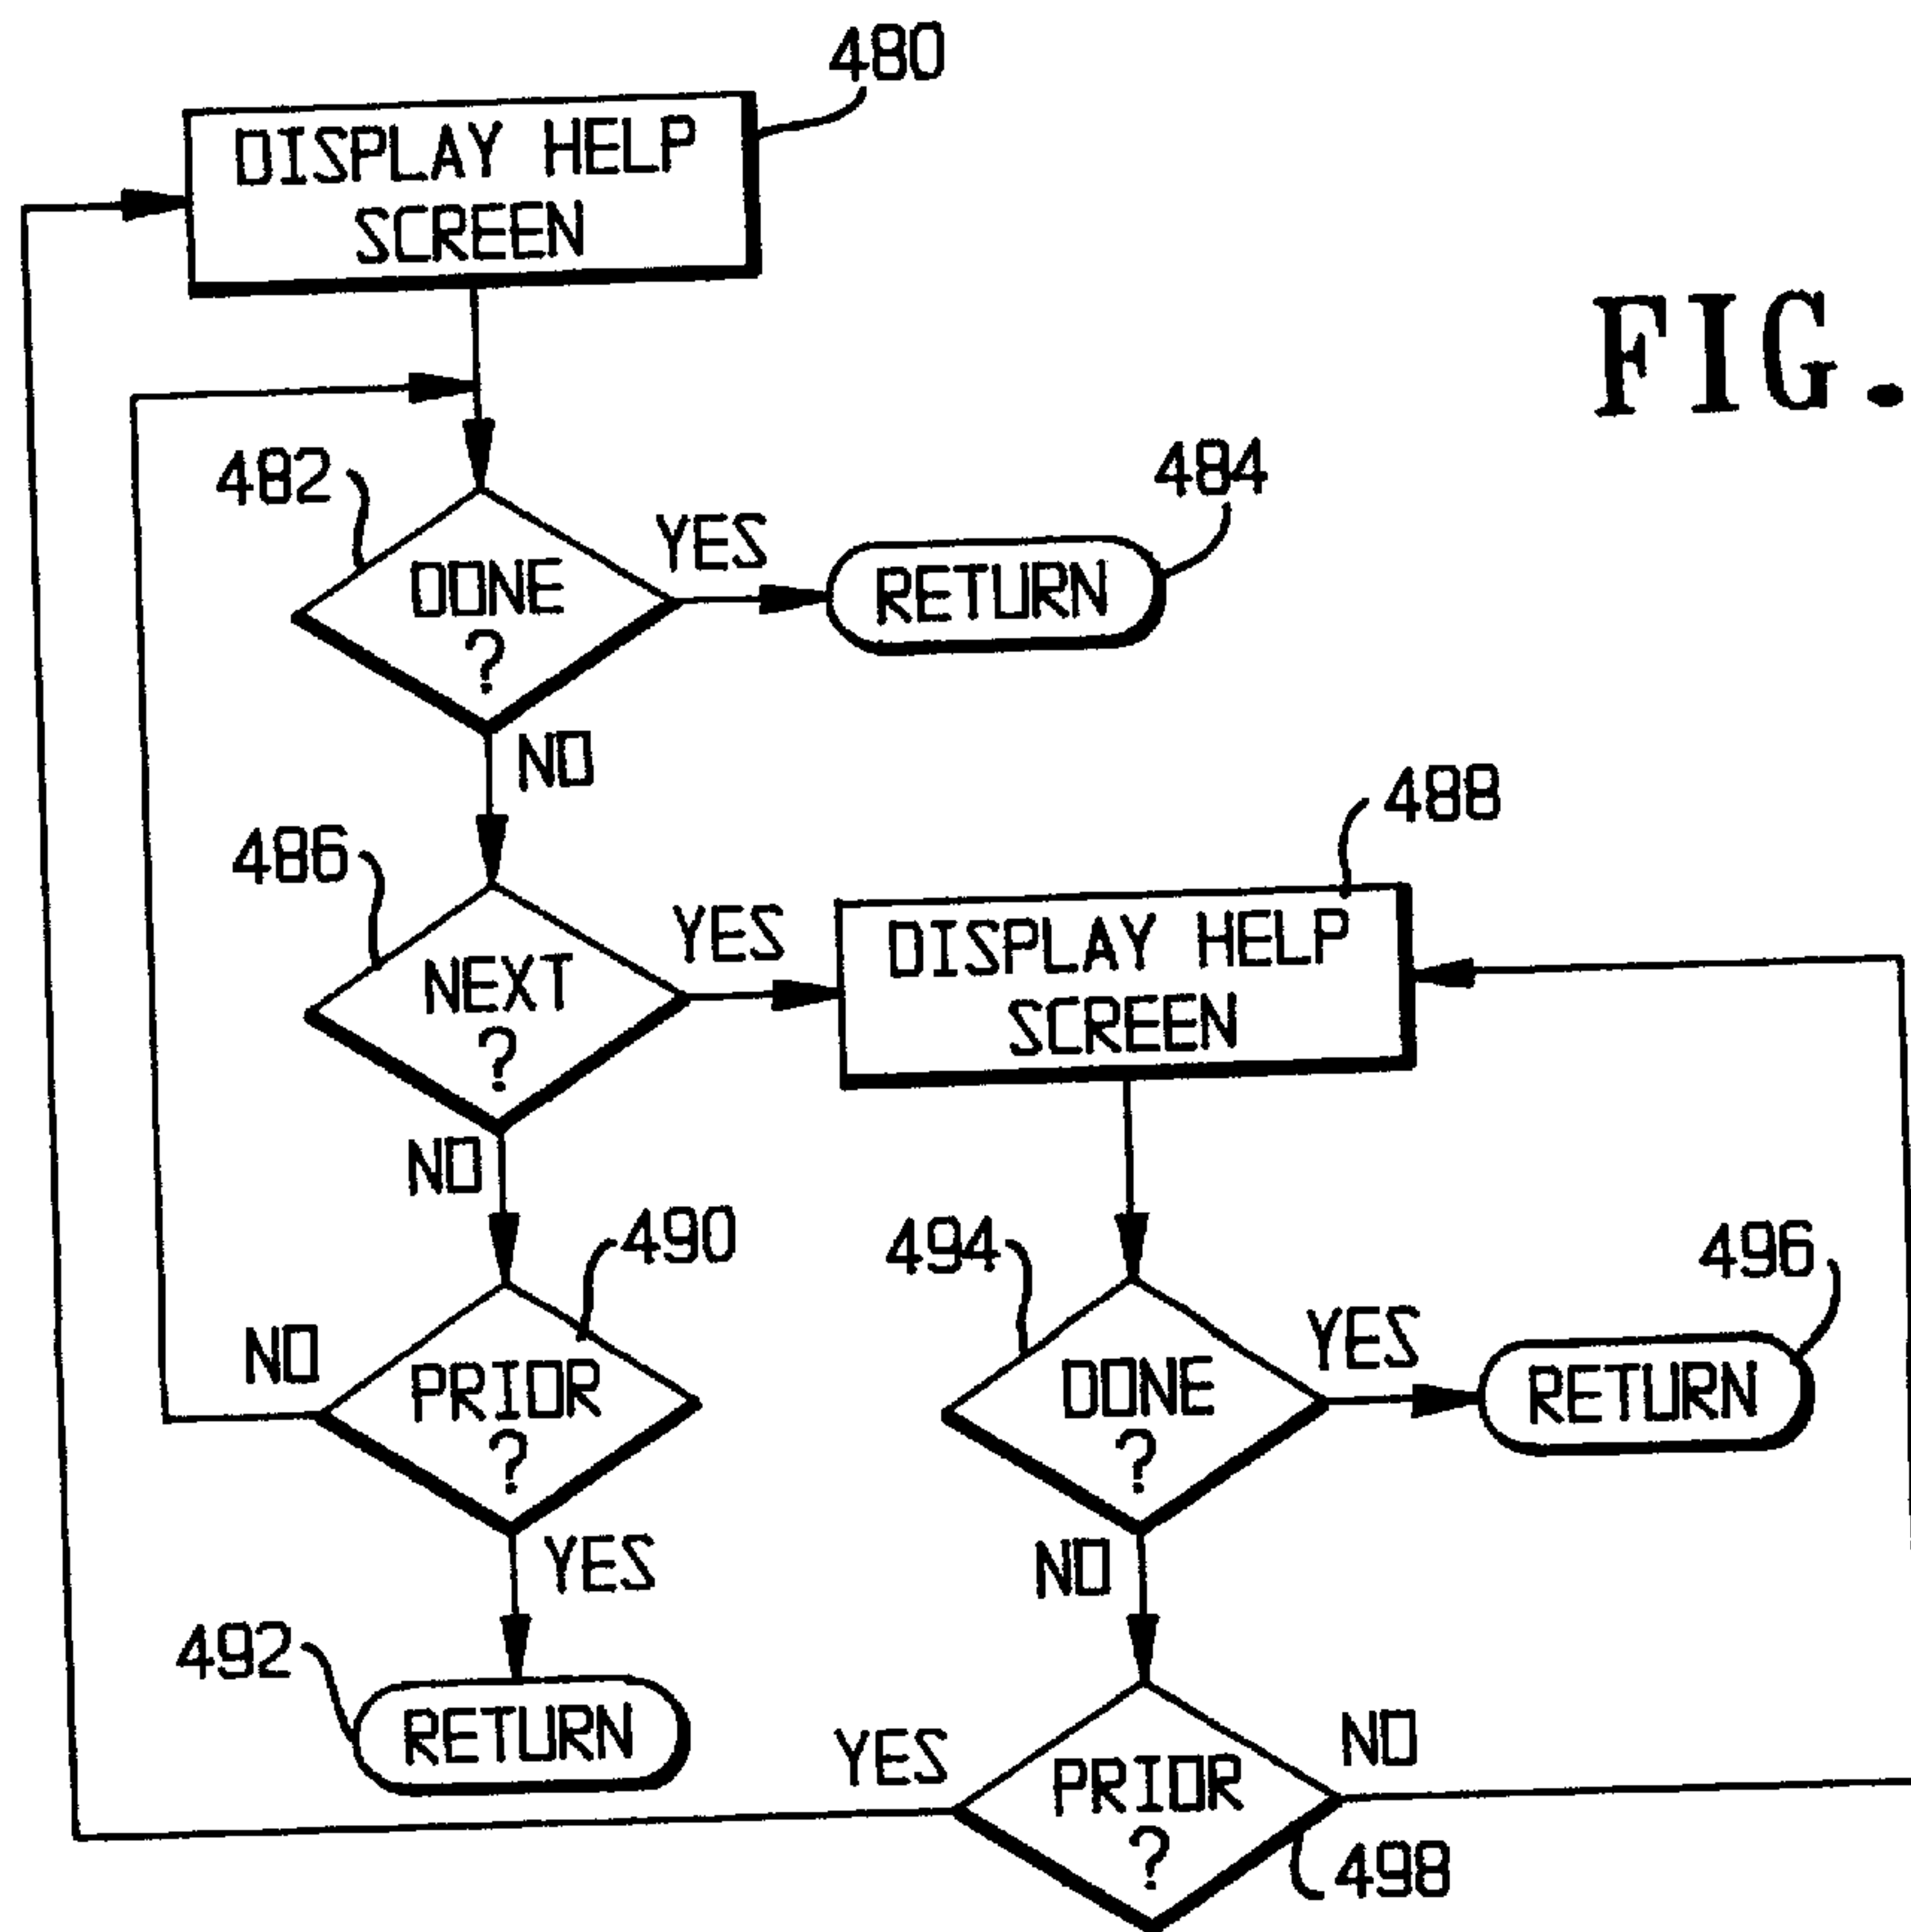 480
DISPLAY HELP
SCREEN
FIG.
482
DONE
?
YES
484
RETURN
NO
486
NEXT
?
YES
488
DISPLAY HELP
SCREEN
NO
490
NO
PRIOR
?
YES
492
RETURN
494
DONE
?
YES
496
RETURN
NO
YES
PRIOR
?
NO
498